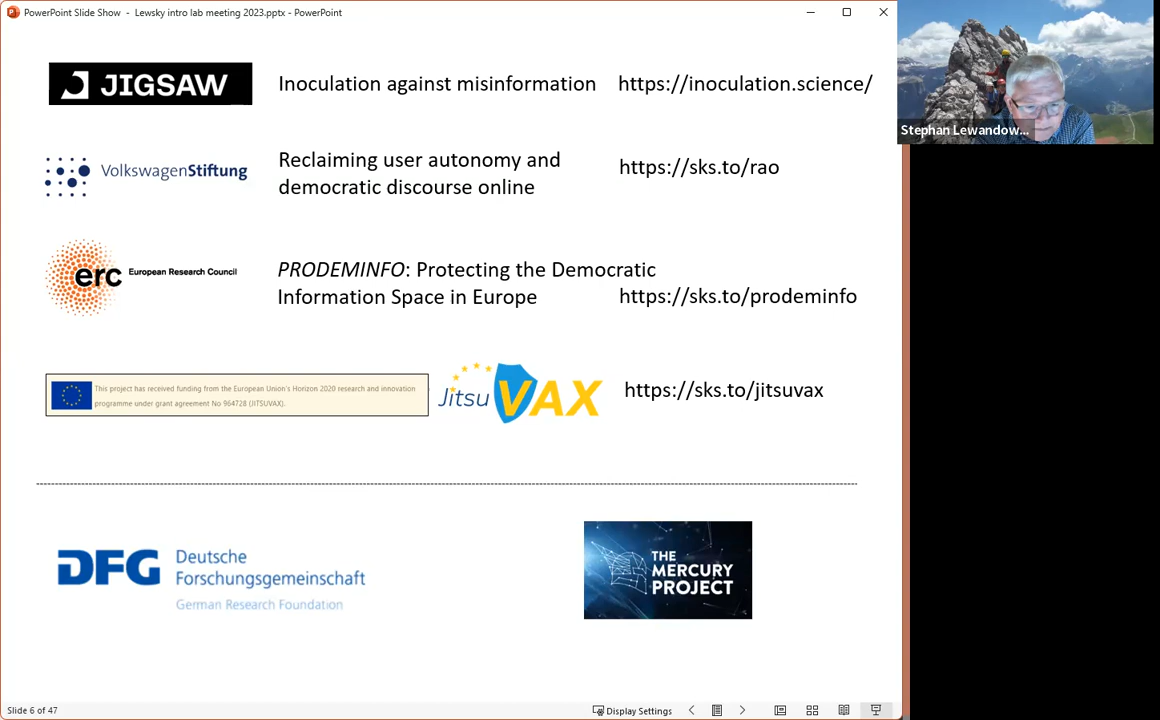 PowerPoint Slide Show - Lewsky intro lab meeting 2023.pptx - PowerPoint
JIGSAW
Inoculation against misinformation
https://inoculation.science/
Stephan Lewandow...
VolkswagenStiftung
Reclaiming user autonomy and
democratic discourse online
https://sks.to/rao
erc
European Research Council
PRODEMINFO: Protecting the Democratic
Information Space in Europe
https://sks.to/prodeminfo
This project has received funding from the European Union's Horizon 2020 research and innovation
programme under grant agreement No 964728 (JITSUVAX).
Jitsu VAX
https://sks.to/jitsuvax
DFG
Deutsche
Forschungsgemeinschaft
German Research Foundation
THE
MERCURY
PROJECT
Slide 6 of 47
Display Settings